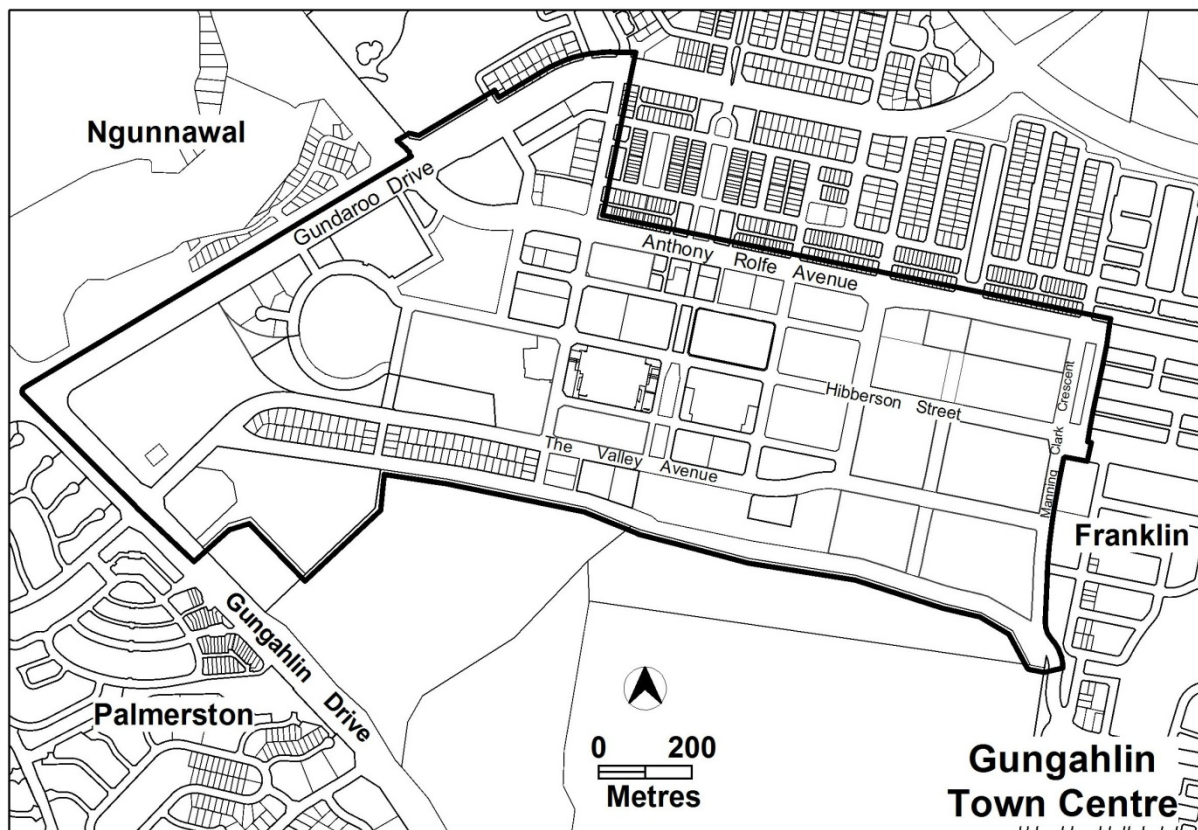 Ngunnawal
Gundaroo Drive
Anthony Rolfe Avenue
Hibberson Street
Manning Clark Crescent
The Valley Avenue
Franklin
Gungahlin Drive
Palmerston
0 200
Metres
Gungahlin
Town Centre